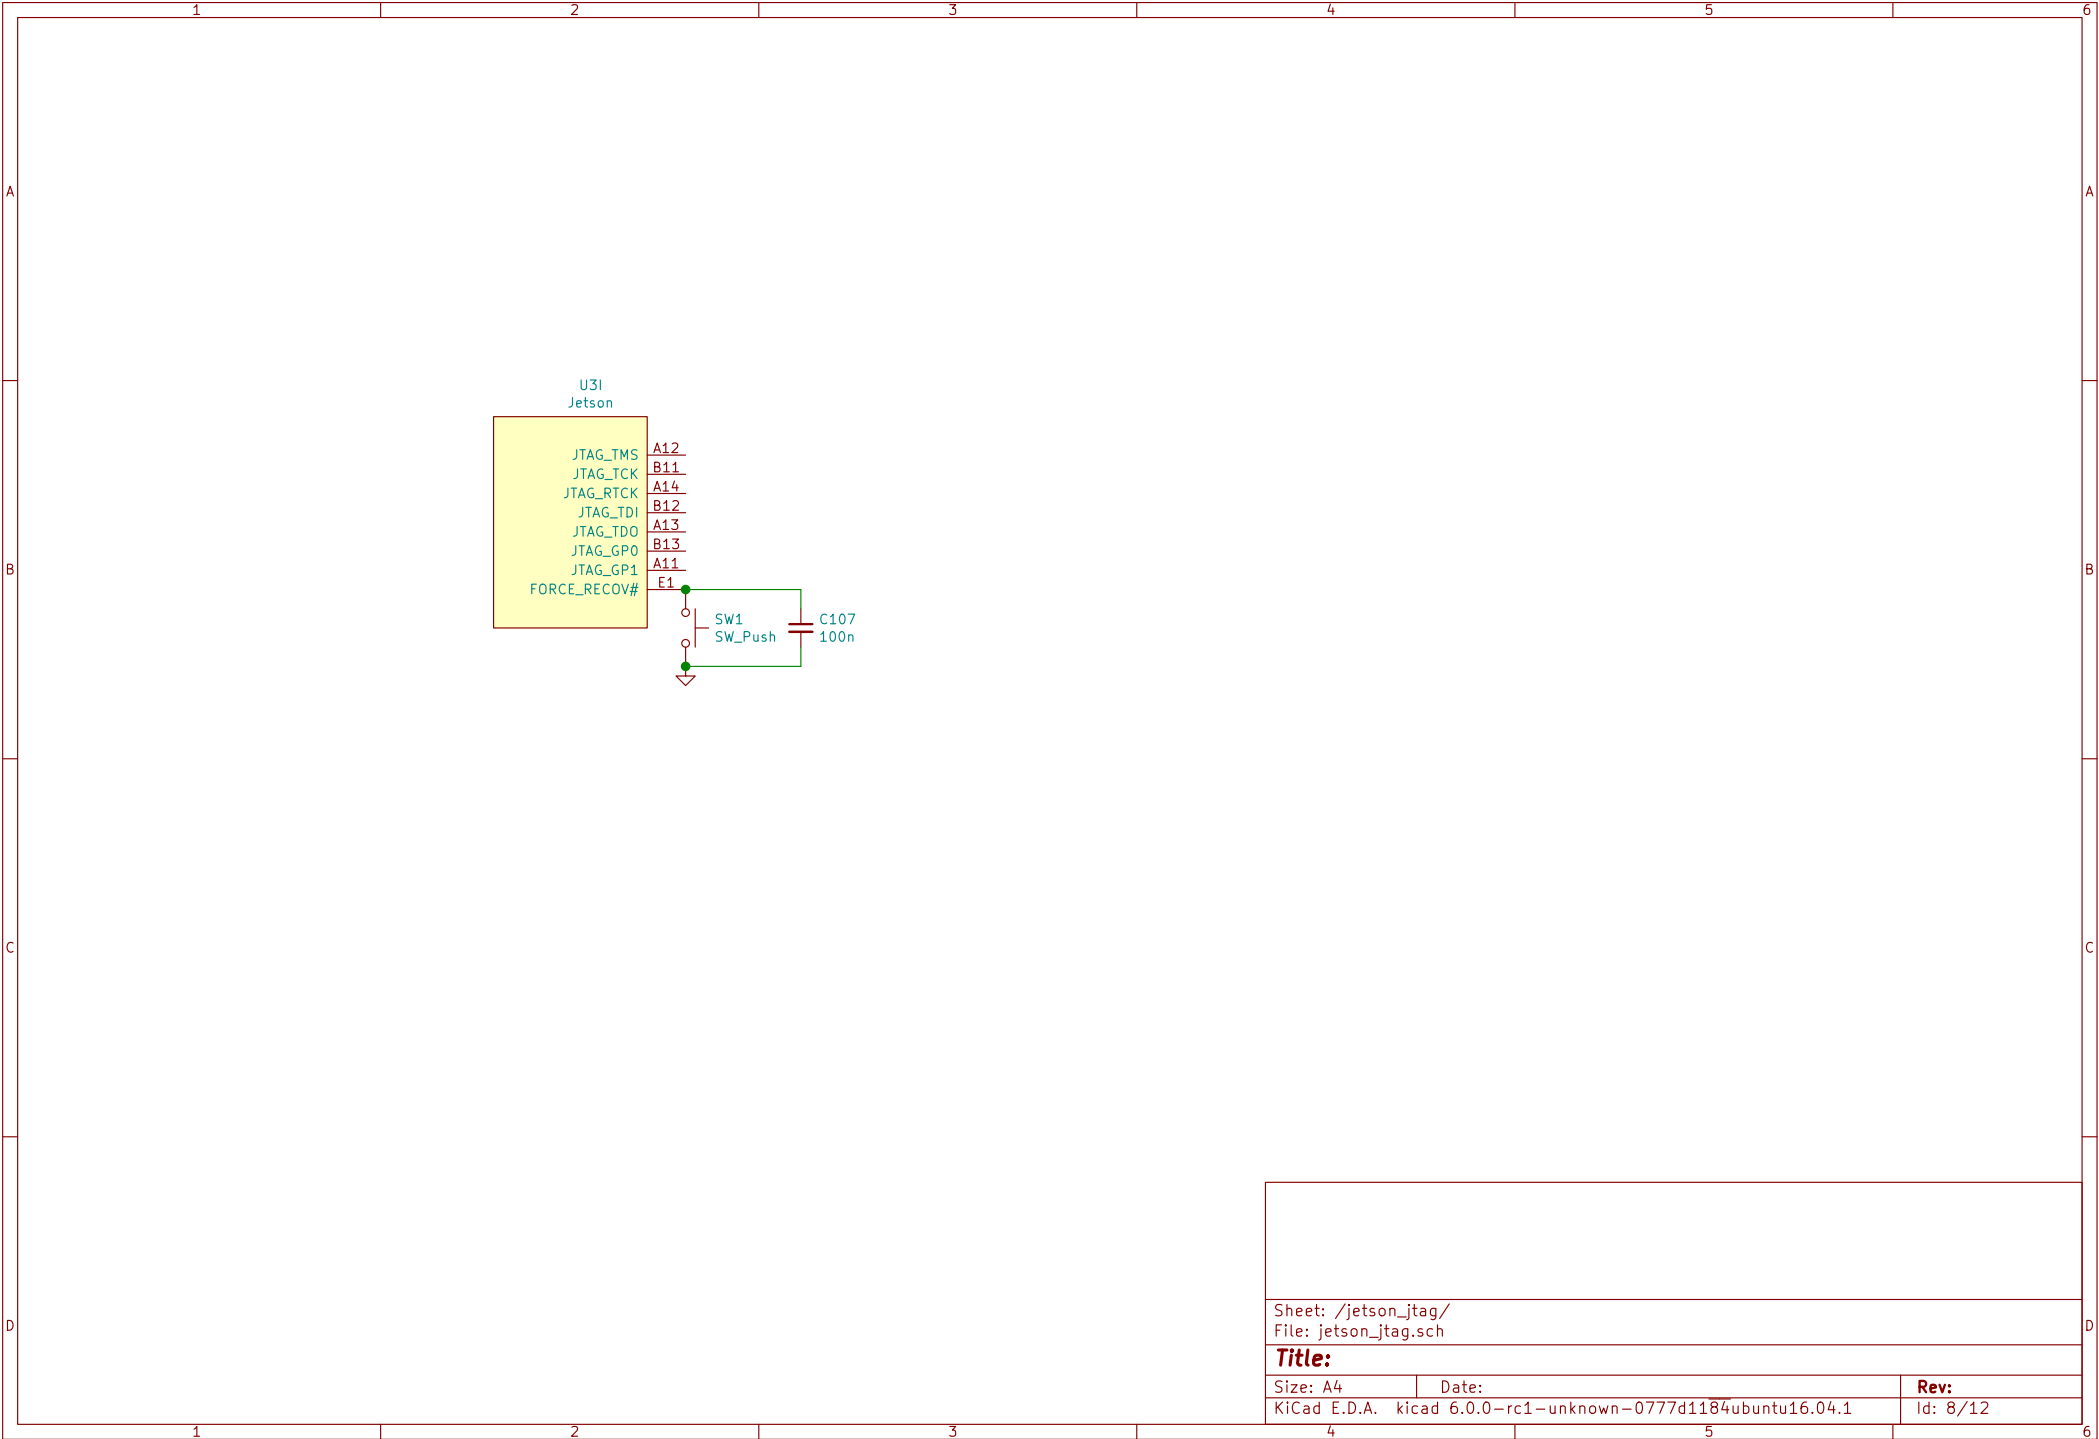 1 2 3 4 5 6
A A
U3I
Jetson
JTAG_TMS A12
JTAG_TCK B11
JTAG_RTCK A14
JTAG_TDI B12
JTAG_TDO A13
JTAG_GP0 B13
JTAG_GP1 A11
FORCE_RECOV# E1
B B
SW1
SW_Push
C107
100n
C C
Sheet: /jetson_jtag/
File: jetson_jtag.sch
D D
Title:
Size: A4 Date: Rev:
KiCad E.D.A. kicad 6.0.0-rc1-unknown-0777d1184ubuntu16.04.1 Id: 8/12
1 2 3 4 5 6